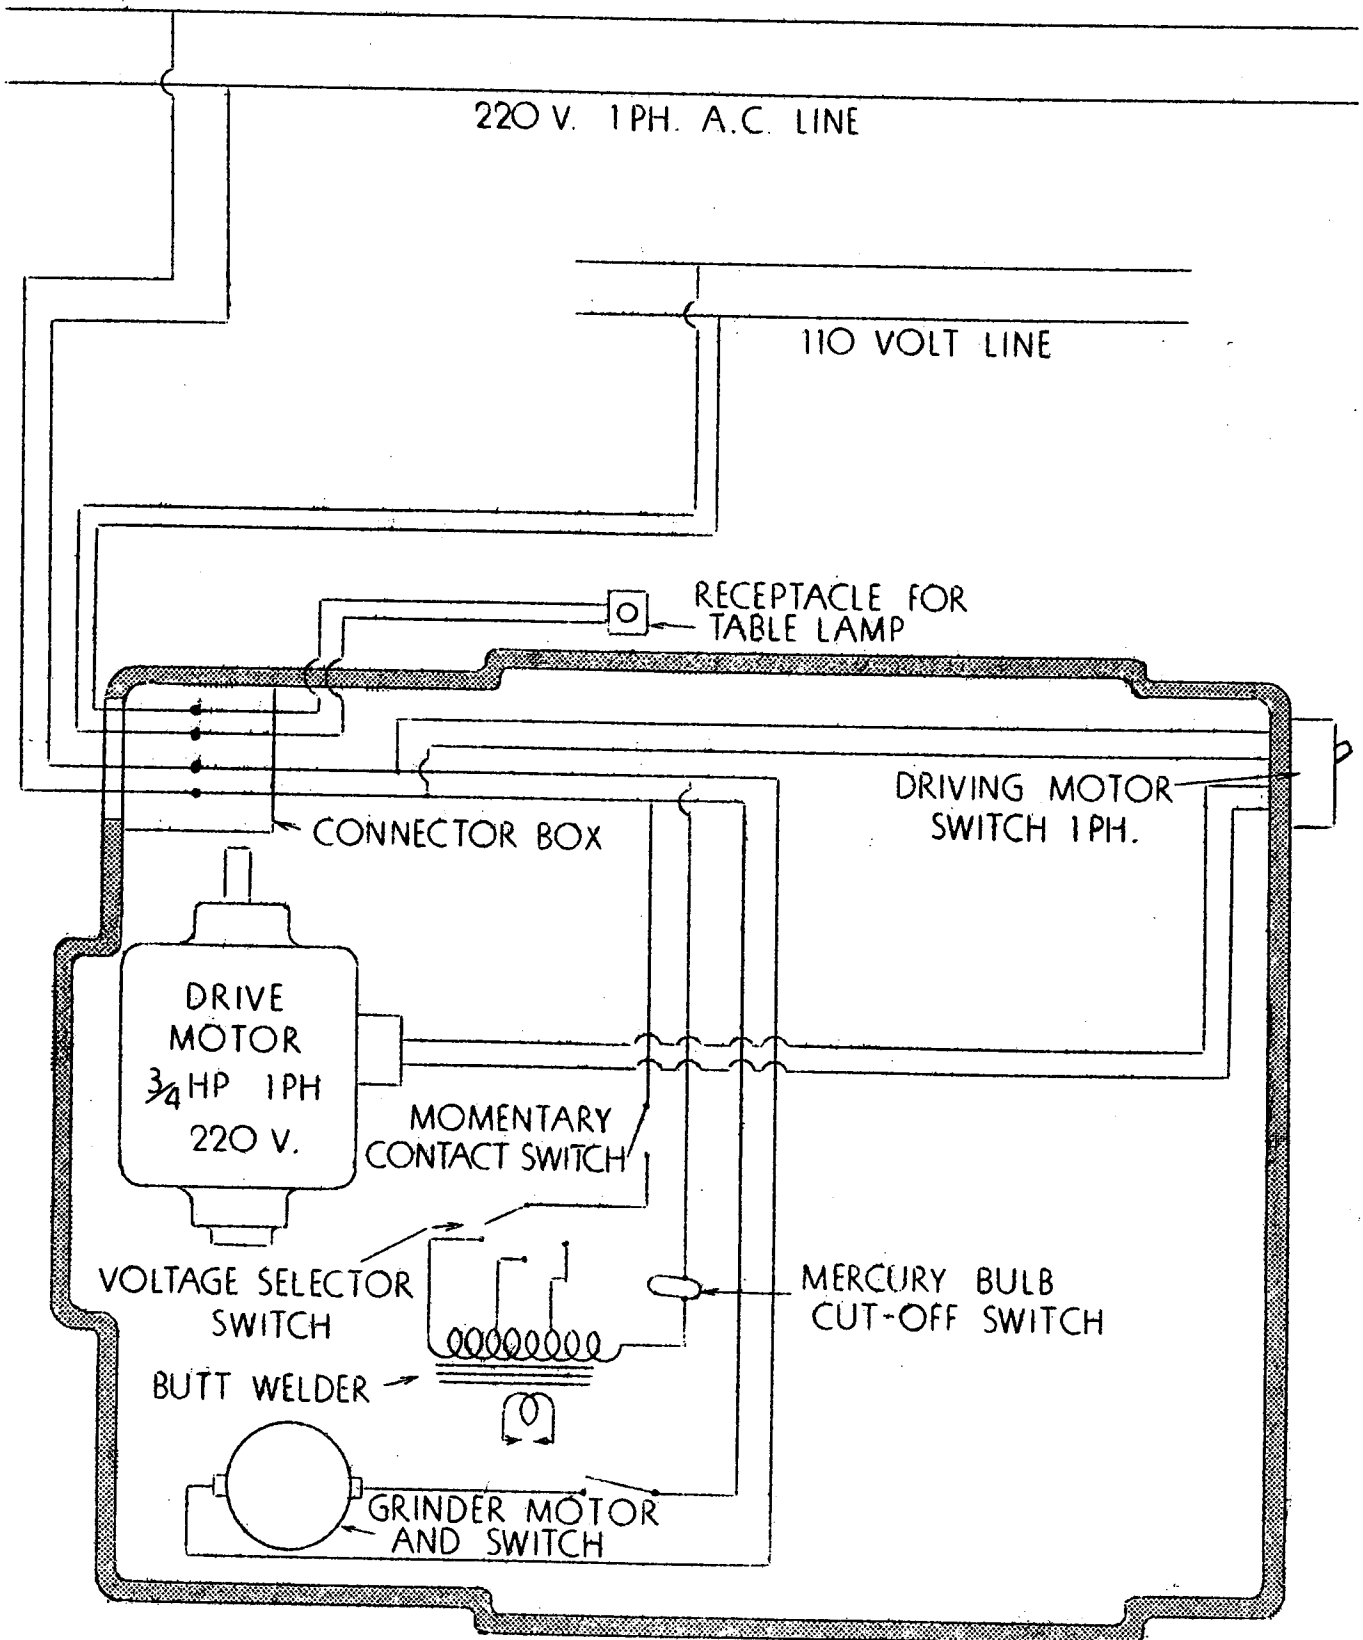 220 V. 1 PH. A.C. LINE
110 VOLT LINE
RECEPTACLE FOR
TABLE LAMP
DRIVING MOTOR
SWITCH 1 PH.
CONNECTOR BOX
DRIVE
MOTOR
3/4 HP 1PH
220 V.
MOMENTARY
CONTACT SWITCH
VOLTAGE SELECTOR
SWITCH
MERCURY BULB
CUT-OFF SWITCH
BUTT WELDER
GRINDER MOTOR
AND SWITCH